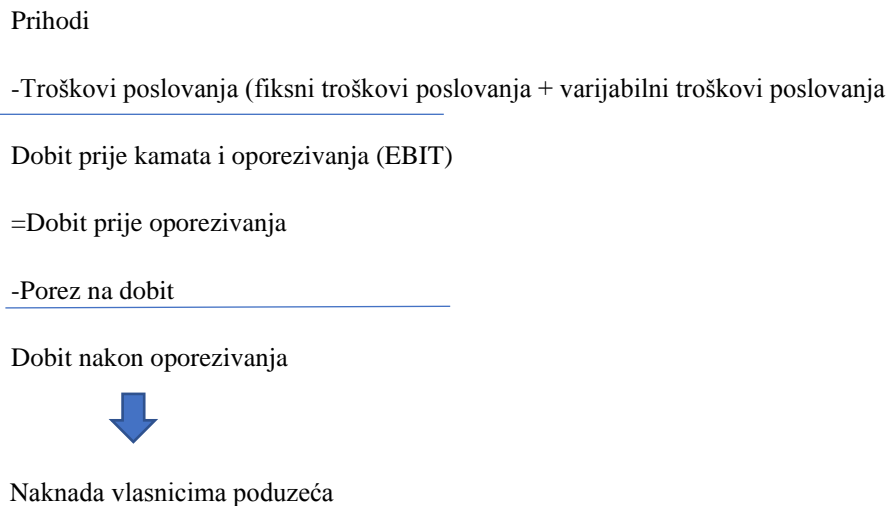 Prihodi
-Troškovi poslovanja (fiksni troškovi poslovanja + varijabilni troškovi poslovanja
Dobit prije kamata i oporezivanja (EBIT)
=Dobit prije oporezivanja
-Porez na dobit
Dobit nakon oporezivanja
Naknada vlasnicima poduzeća